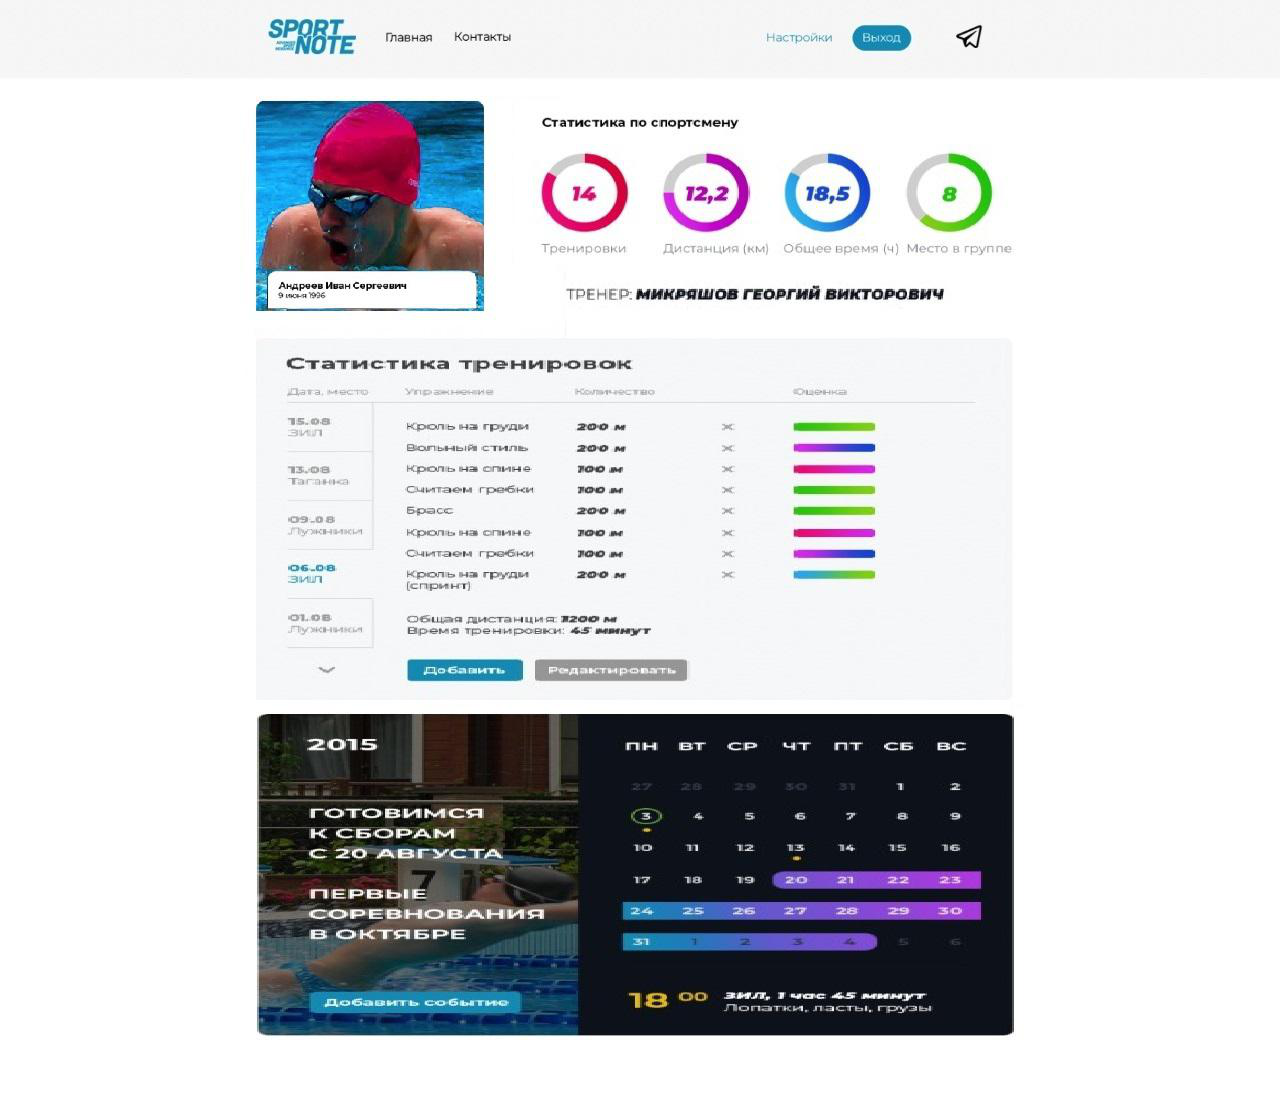 SPORT
NOTE
Главная
Контакты
Настройки
Выход
Андреев Иван Сергеевич
9 июня 1996
Статистика по спортсмену
14
12,2
18,5
8
Тренировки
Дистанция (км)
Общее время (ч)
Место в группе
ТРЕНЕР: МИКРЯШОВ ГЕОРГИЙ ВИКТОРОВИЧ
Статистика тренировок
Дата, место Упражнение Количество Оценка
15.08
ЗИЛ
13.08
Таганка
09.08
Лужники
06.08
ЗИЛ
01.08
Лужники
Кроль на груди 200 м ж
Вольный стиль 200 м ж
Кроль на спине 100 м ж
Считаем гребки 100 м ж
Брасс 200 м ж
Кроль на спине 100 м ж
Считаем гребки 100 м ж
Кроль на груди 200 м ж
(спринт)
Общая дистанция: 1200 м
Время тренировки: 45 минут
Добавить
Редактировать
2015
ГОТОВИМСЯ
К СБОРАМ
С 20 АВГУСТА
ПЕРВЫЕ
СОРЕВНОВАНИЯ
В ОКТЯБРЕ
7
Добавить событие
ПН ВТ СР ЧТ ПТ СБ ВС
27 28 29 30 31 1 2
3 4 5 6 7 8 9
10 11 12 13 14 15 16
17 18 19 20 21 22 23
24 25 26 27 28 29 30
31 1 2 3 4 5 6
18 00
ЗИЛ, 1 час 45 минут
Лопатки, ласты, грузы